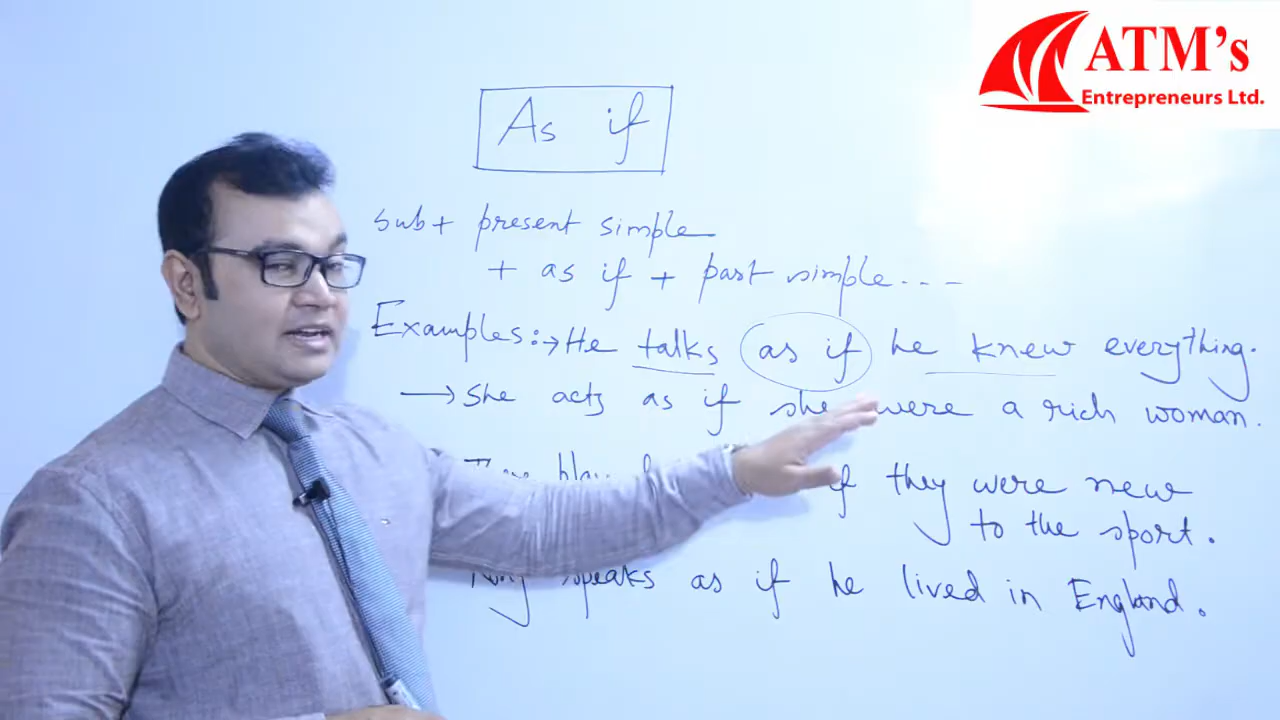 ATM's
Entrepreneurs Ltd.
As if
sub + present simple
+ as if + past simple...
Examples:→ He talks as if he knew everything.
→ She acts as if she were a rich woman.
if they were new
to the sport.
speaks as if he lived in England.